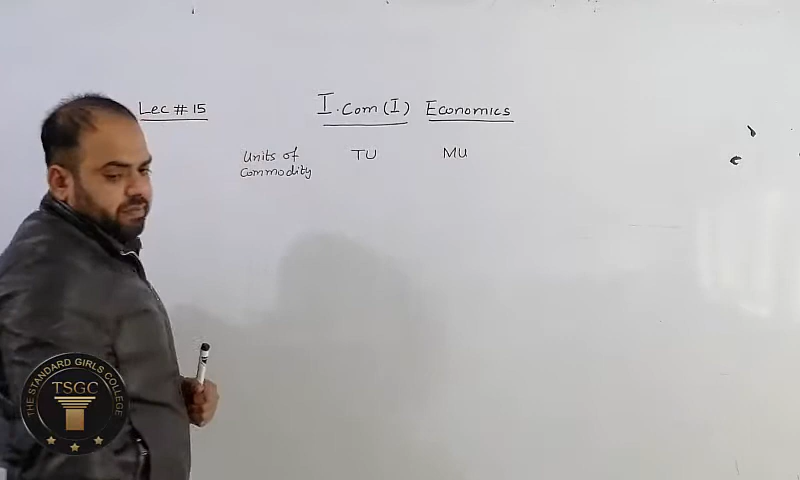 Lec # 15
I.Com (I) Economics
Units of TU MU
Commodity
THE STANDARD GIRLS COLLEGE
TSGC